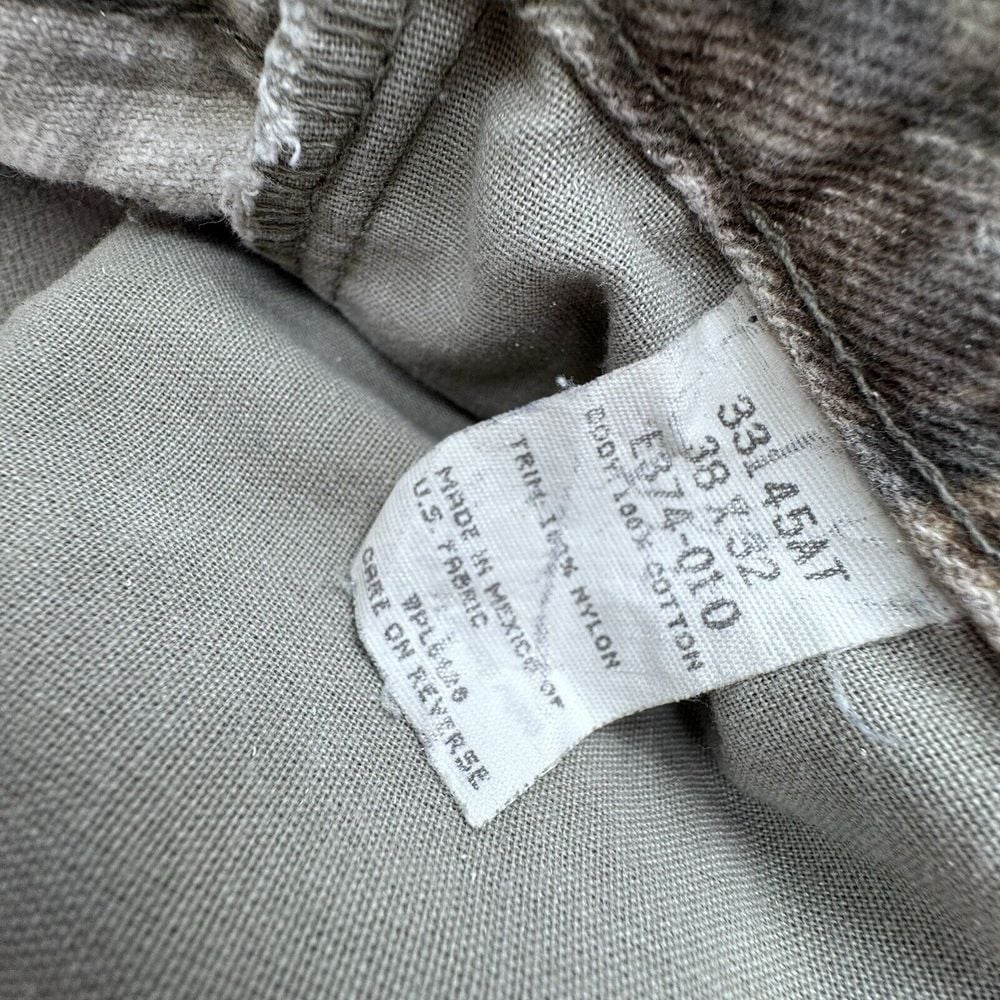 33145AT
38 X 32
E374-010
BODY: 100% COTTON
TRIM: 100% NYLON
MADE IN MEXICO OF
U.S. FABRIC
CARE ON REVERSE